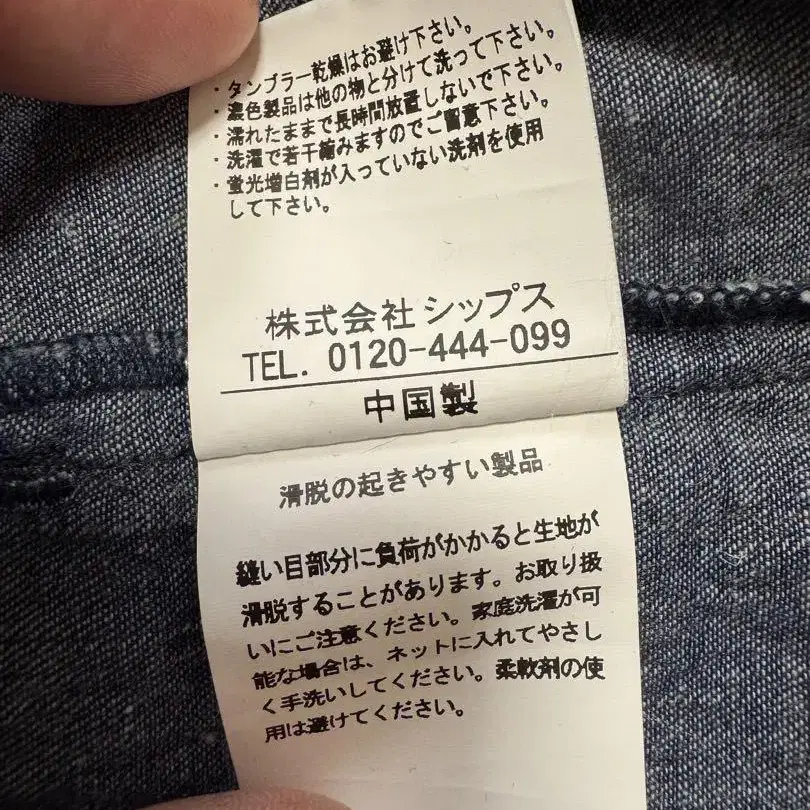 ・タンブラー乾燥はお避け下さい。
・濃色製品は他の物と分けて洗って下さい。
・濡れたままで長時間放置しないで下さい。
・洗濯で若干縮みますのでご留意下さい。
・蛍光増白剤が入っていない洗剤を使用
して下さい。
株式会社 シップス
TEL. 0120-444-099
中国製
滑脱の起きやすい製品
縫い目部分に負荷がかかると生地が
滑脱することがあります。お取り扱
いにご注意ください。家庭洗濯が可
能な場合は、ネットに入れてやさし
く手洗いしてください。柔軟剤の使
用は避けてください。